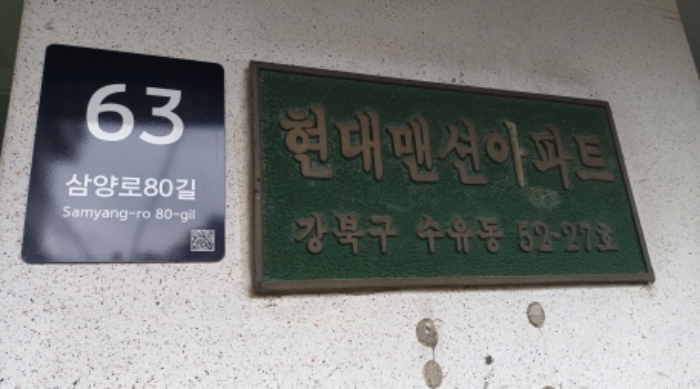 63
삼양로80길
Samyang-ro 80-gil
현대맨션아파트
강북구 수유동 52-27호